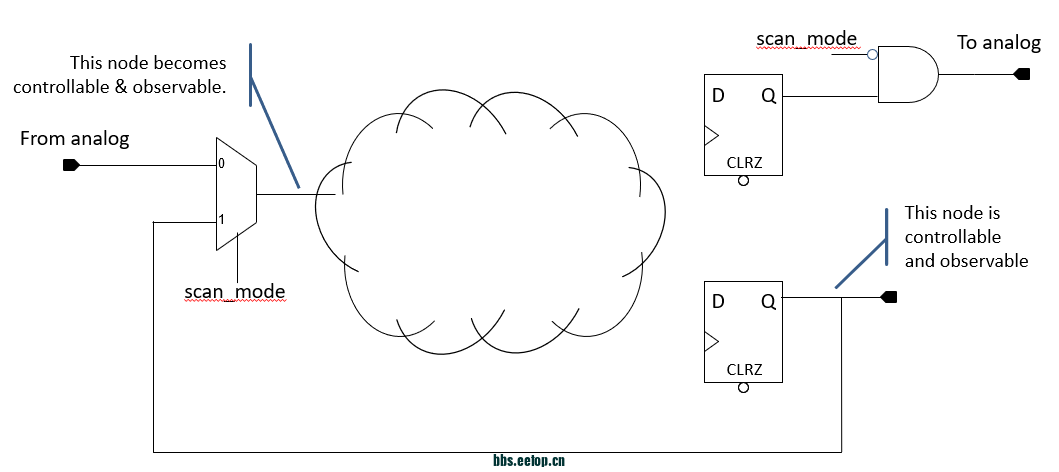 scan_mode
To analog
This node becomes
controllable & observable.
D Q
From analog
0
CLRZ
1
This node is
controllable
and observable
scan_mode
D Q
CLRZ
bbs.eetop.cn